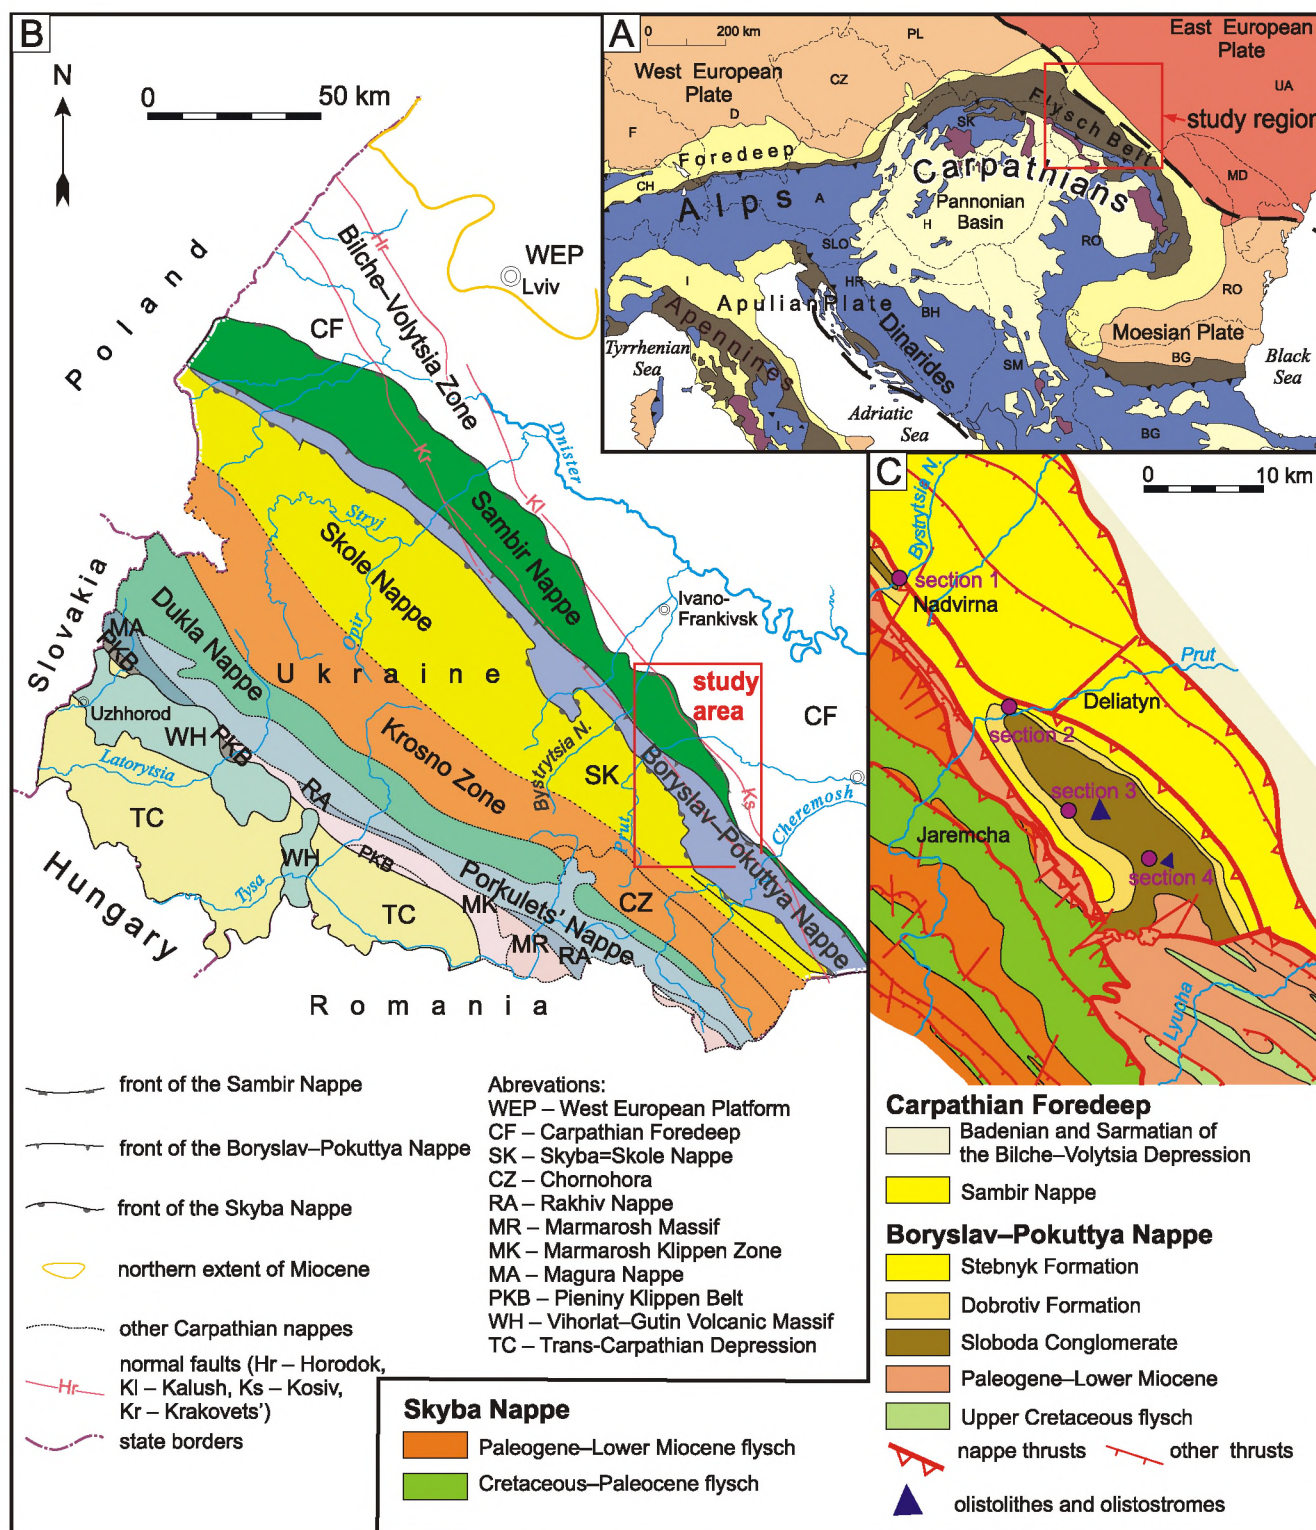 B
N
0 50 km
Poland
Bilche–Volytsia Zone
Hr
WEP
Lviv
CF
Dnister
Kr
Kl
Sambir Nappe
Stryj
Skole Nappe
Opir
Ivano-
Frankivsk
Slovakia
MA
PKB
Dukla Nappe
Ukraine
study
area
CF
Uzhhorod
WH
PKB
Krosno Zone
Bystrytsia N.
SK
Boryslav–Pokuttya Nappe
Ks
Cheremosh
Latorytsia
RA
TC
Prut
WH
PKB
Porkulets' Nappe
CZ
Hungary
Tysa
TC
MK
MR
RA
Romania
A
0 200 km
PL
East European
Plate
West European
Plate
CZ
UA
D
F
SK
Flysch Belt
study region
Foredeep
Carpathians
MD
CH
Alps
A
Pannonian
Basin
H
RO
SLO
I
HR
RO
Apulian Plate
BH
Moesian Plate
Apennines
Dinarides
Tyrrhenian
Sea
SM
BG
Black
Sea
Adriatic
Sea
I
BG
C
0 10 km
Bystrytsia N.
section 1
Nadvirna
Prut
Deliatyn
section 2
section 3
Jaremcha
section 4
Lyucha
front of the Sambir Nappe
front of the Boryslav–Pokuttya Nappe
front of the Skyba Nappe
northern extent of Miocene
other Carpathian nappes
Hr
normal faults (Hr – Horodok,
Kl – Kalush, Ks – Kosiv,
Kr – Krakovets')
state borders
Abrevations:
WEP – West European Platform
CF – Carpathian Foredeep
SK – Skyba=Skole Nappe
CZ – Chornohora
RA – Rakhiv Nappe
MR – Marmarosh Massif
MK – Marmarosh Klippen Zone
MA – Magura Nappe
PKB – Pieniny Klippen Belt
WH – Vihorlat–Gutin Volcanic Massif
TC – Trans-Carpathian Depression
Skyba Nappe
Paleogene–Lower Miocene flysch
Cretaceous–Paleocene flysch
Carpathian Foredeep
Badenian and Sarmatian of
the Bilche–Volytsia Depression
Sambir Nappe
Boryslav–Pokuttya Nappe
Stebnyk Formation
Dobrotiv Formation
Sloboda Conglomerate
Paleogene–Lower Miocene
Upper Cretaceous flysch
nappe thrusts
other thrusts
olistolithes and olistostromes